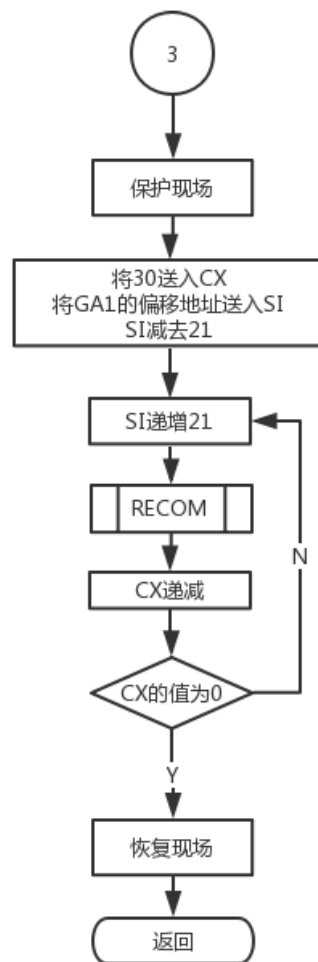 3
保护现场
将30送入CX
将GA1的偏移地址送入SI
SI减去21
SI递增21
RECOM
N
CX递减
CX的值为0
Y
恢复现场
返回